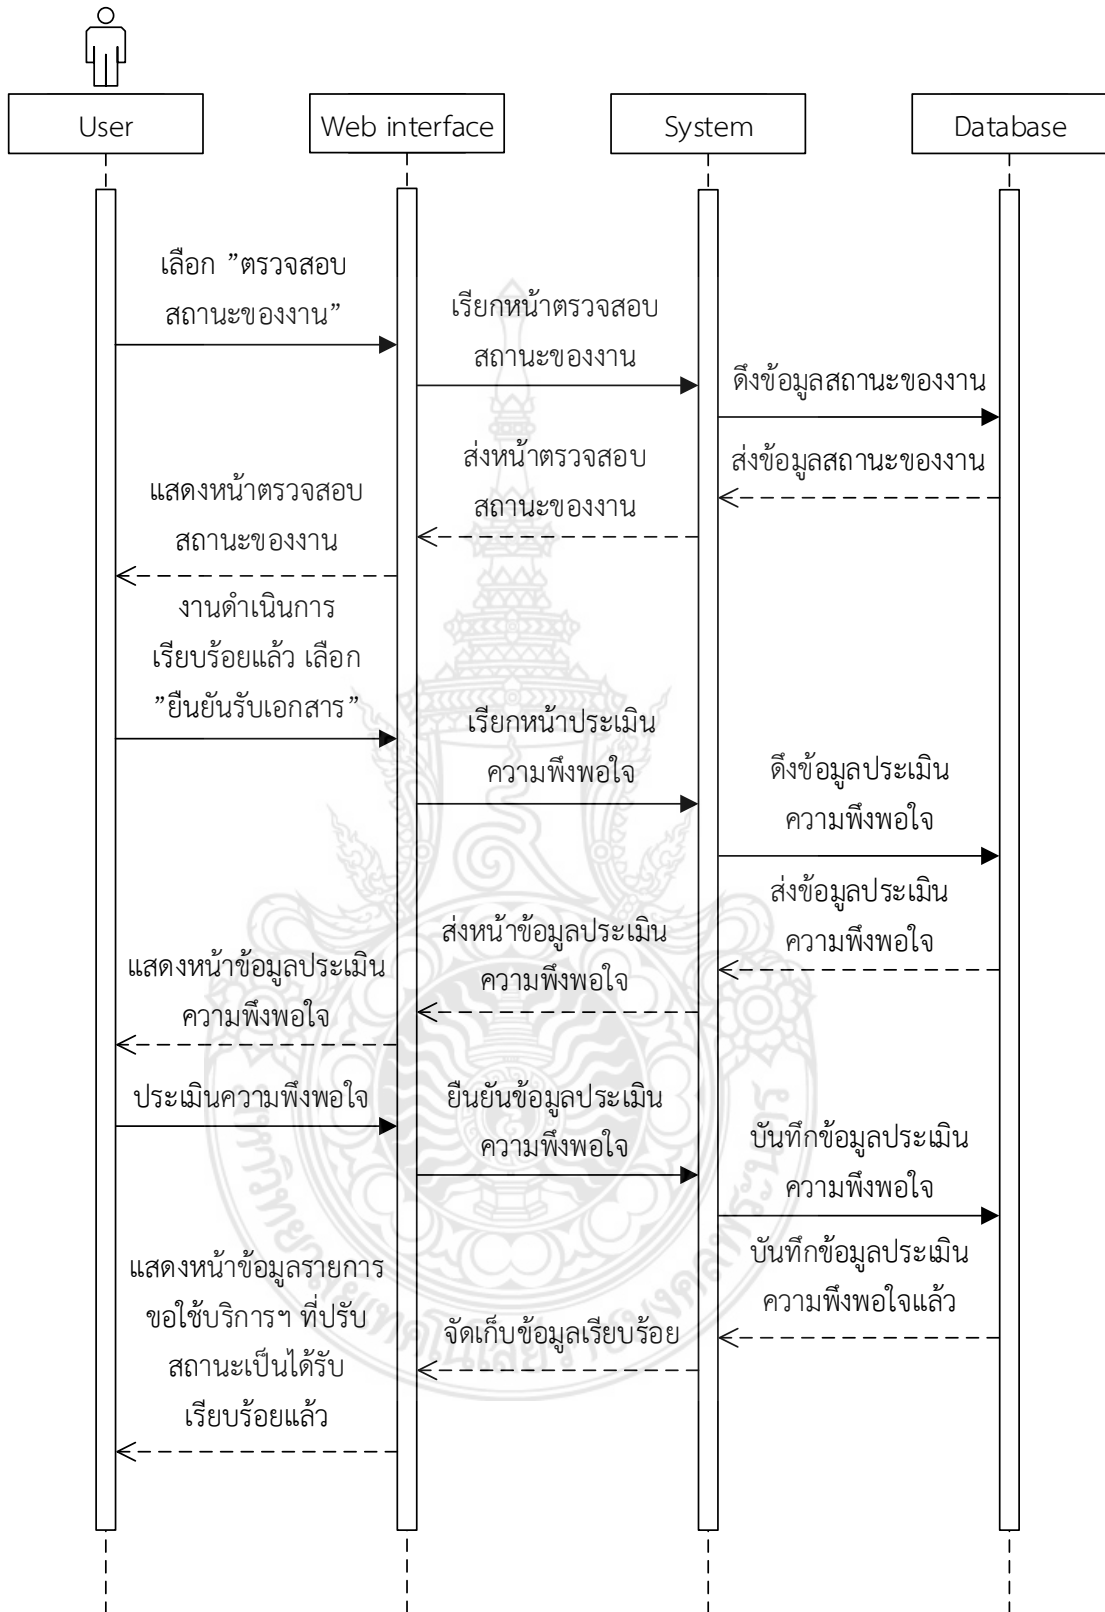 User
Web interface
System
Database
เลือก ”ตรวจสอบ
สถานะของงาน”
เรียกหน้าตรวจสอบ
สถานะของงาน
ดึงข้อมูลสถานะของงาน
ส่งข้อมูลสถานะของงาน
ส่งหน้าตรวจสอบ
สถานะของงาน
แสดงหน้าตรวจสอบ
สถานะของงาน
งานดำเนินการ
เรียบร้อยแล้ว เลือก
”ยืนยันรับเอกสาร”
เรียกหน้าประเมิน
ความพึงพอใจ
ดึงข้อมูลประเมิน
ความพึงพอใจ
ส่งข้อมูลประเมิน
ความพึงพอใจ
ส่งหน้าข้อมูลประเมิน
ความพึงพอใจ
แสดงหน้าข้อมูลประเมิน
ความพึงพอใจ
ประเมินความพึงพอใจ
ยืนยันข้อมูลประเมิน
ความพึงพอใจ
บันทึกข้อมูลประเมิน
ความพึงพอใจ
บันทึกข้อมูลประเมิน
ความพึงพอใจแล้ว
จัดเก็บข้อมูลเรียบร้อย
แสดงหน้าข้อมูลรายการ
ขอใช้บริการฯ ที่ปรับ
สถานะเป็นได้รับ
เรียบร้อยแล้ว